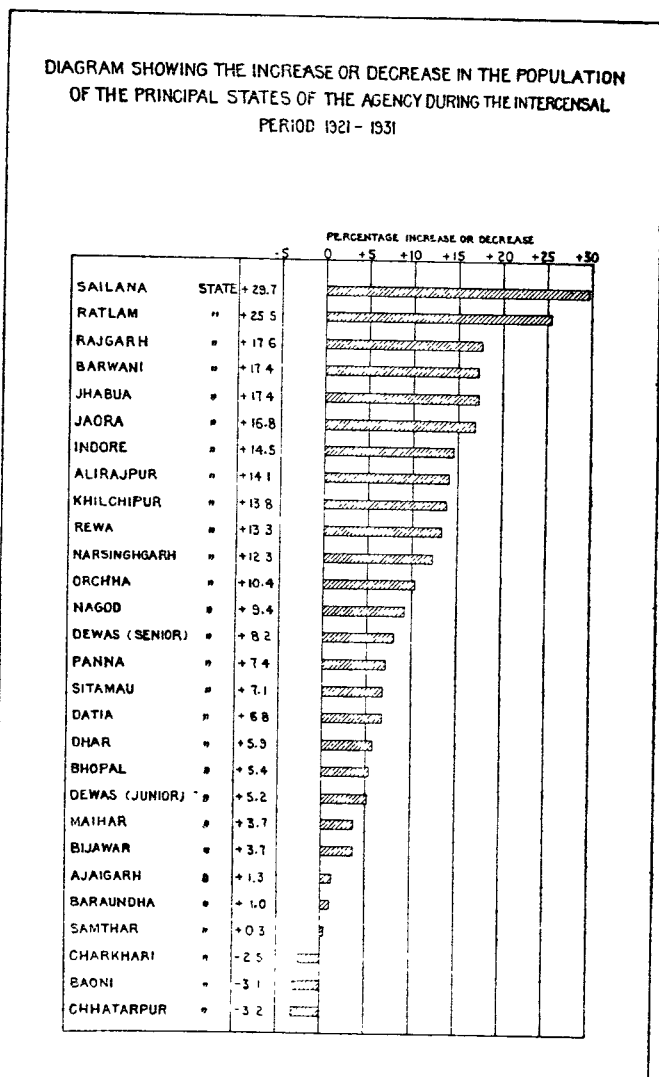 DIAGRAM SHOWING THE INCREASE OR DECREASE IN THE POPULATION
OF THE PRINCIPAL STATES OF THE AGENCY DURING THE INTERCENSAL
PERIOD 1921 - 1931
PERCENTAGE INCREASE OR DECREASE
-5 0 +5 +10 +15 +20 +25 +30
SAILANA STATE + 29.7
RATLAM " + 25.5
RAJGARH " + 17.6
BARWANI " + 17.4
JHABUA " + 17.4
JAORA " + 16.8
INDORE " + 14.5
ALIRAJPUR " + 14.1
KHILCHIPUR " + 13.8
REWA " + 13.3
NARSINGHGARH " + 12.3
ORCHHA " + 10.4
NAGOD " + 9.4
DEWAS (SENIOR) " + 8.2
PANNA " + 7.4
SITAMAU " + 7.1
DATIA " + 6.8
DHAR " + 5.9
BHOPAL " + 5.4
DEWAS (JUNIOR) " + 5.2
MAIHAR " + 3.7
BIJAWAR " + 3.7
AJAIGARH " + 1.3
BARAUNDHA " + 1.0
SAMTHAR " + 0.3
CHARKHARI " - 2.5
BAONI " - 3.1
CHHATARPUR " - 3.2